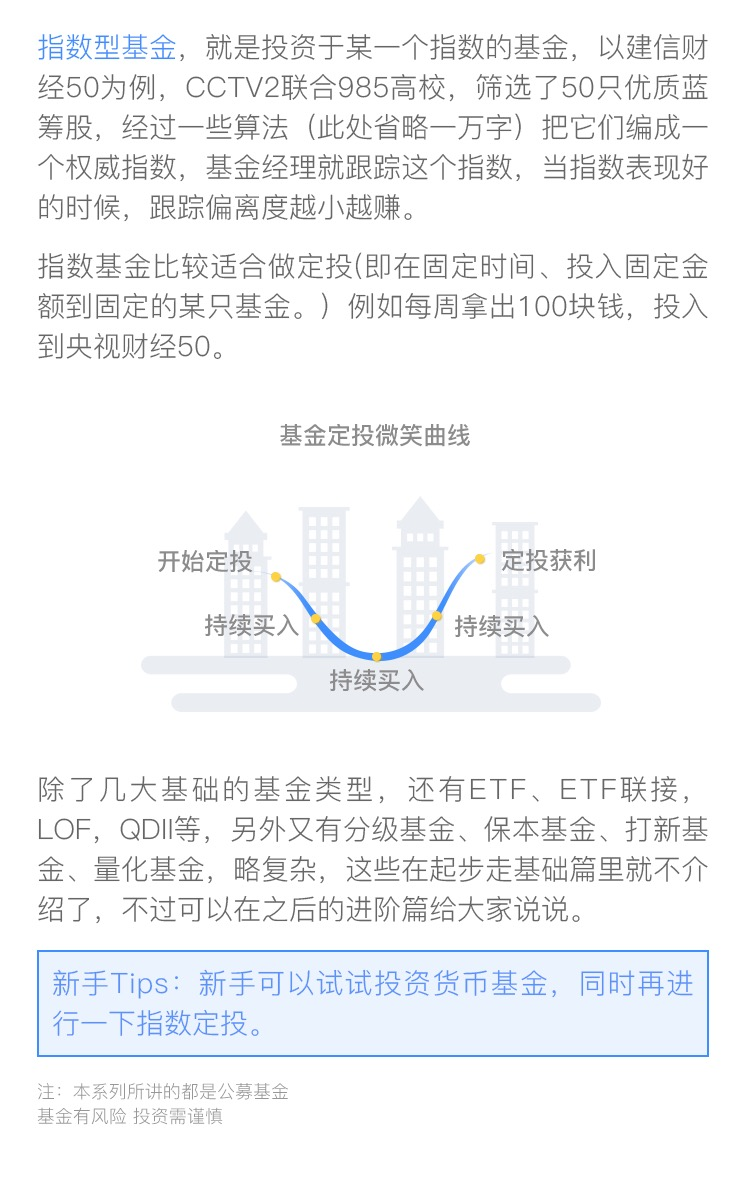 指数型基金，就是投资于某一个指数的基金，以建信财
经50为例，CCTV2联合985高校，筛选了50只优质蓝
筹股，经过一些算法（此处省略一万字）把它们编成一
个权威指数，基金经理就跟踪这个指数，当指数表现好
的时候，跟踪偏离度越小越赚。
指数基金比较适合做定投(即在固定时间、投入固定金
额到固定的某只基金。）例如每周拿出100块钱，投入
到央视财经50。
基金定投微笑曲线
开始定投
定投获利
持续买入
持续买入
持续买入
除了几大基础的基金类型，还有ETF、ETF联接，
LOF，QDII等，另外又有分级基金、保本基金、打新基
金、量化基金，略复杂，这些在起步走基础篇里就不介
绍了，不过可以在之后的进阶篇给大家说说。
新手Tips：新手可以试试投资货币基金，同时再进
行一下指数定投。
注：本系列所讲的都是公募基金
基金有风险 投资需谨慎